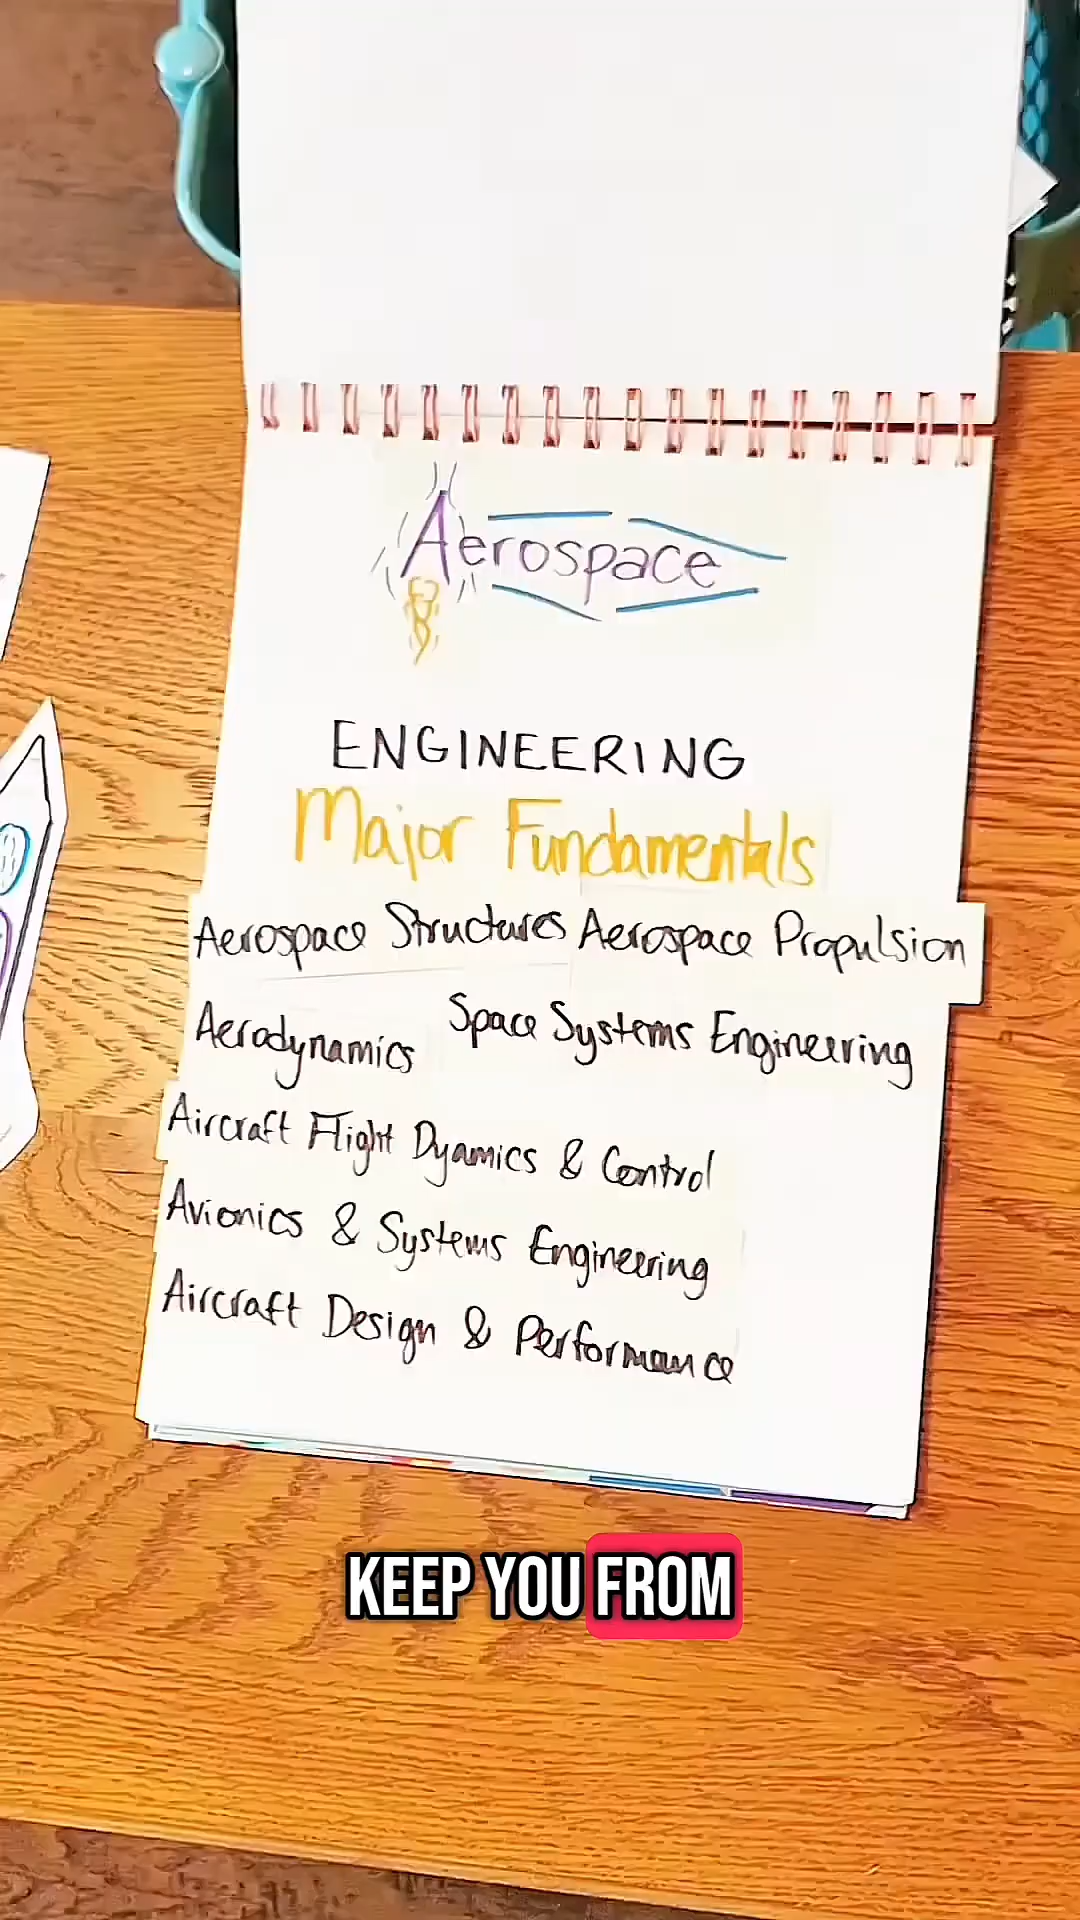 Aerospace
ENGINEERING
Major Fundamentals
Aerospace Structures Aerospace Propulsion
Aerodynamics Space Systems Engineering
Aircraft Flight Dyamics & Control
Avionics & Systems Engineering
Aircraft Design & Performance
KEEP YOU FROM